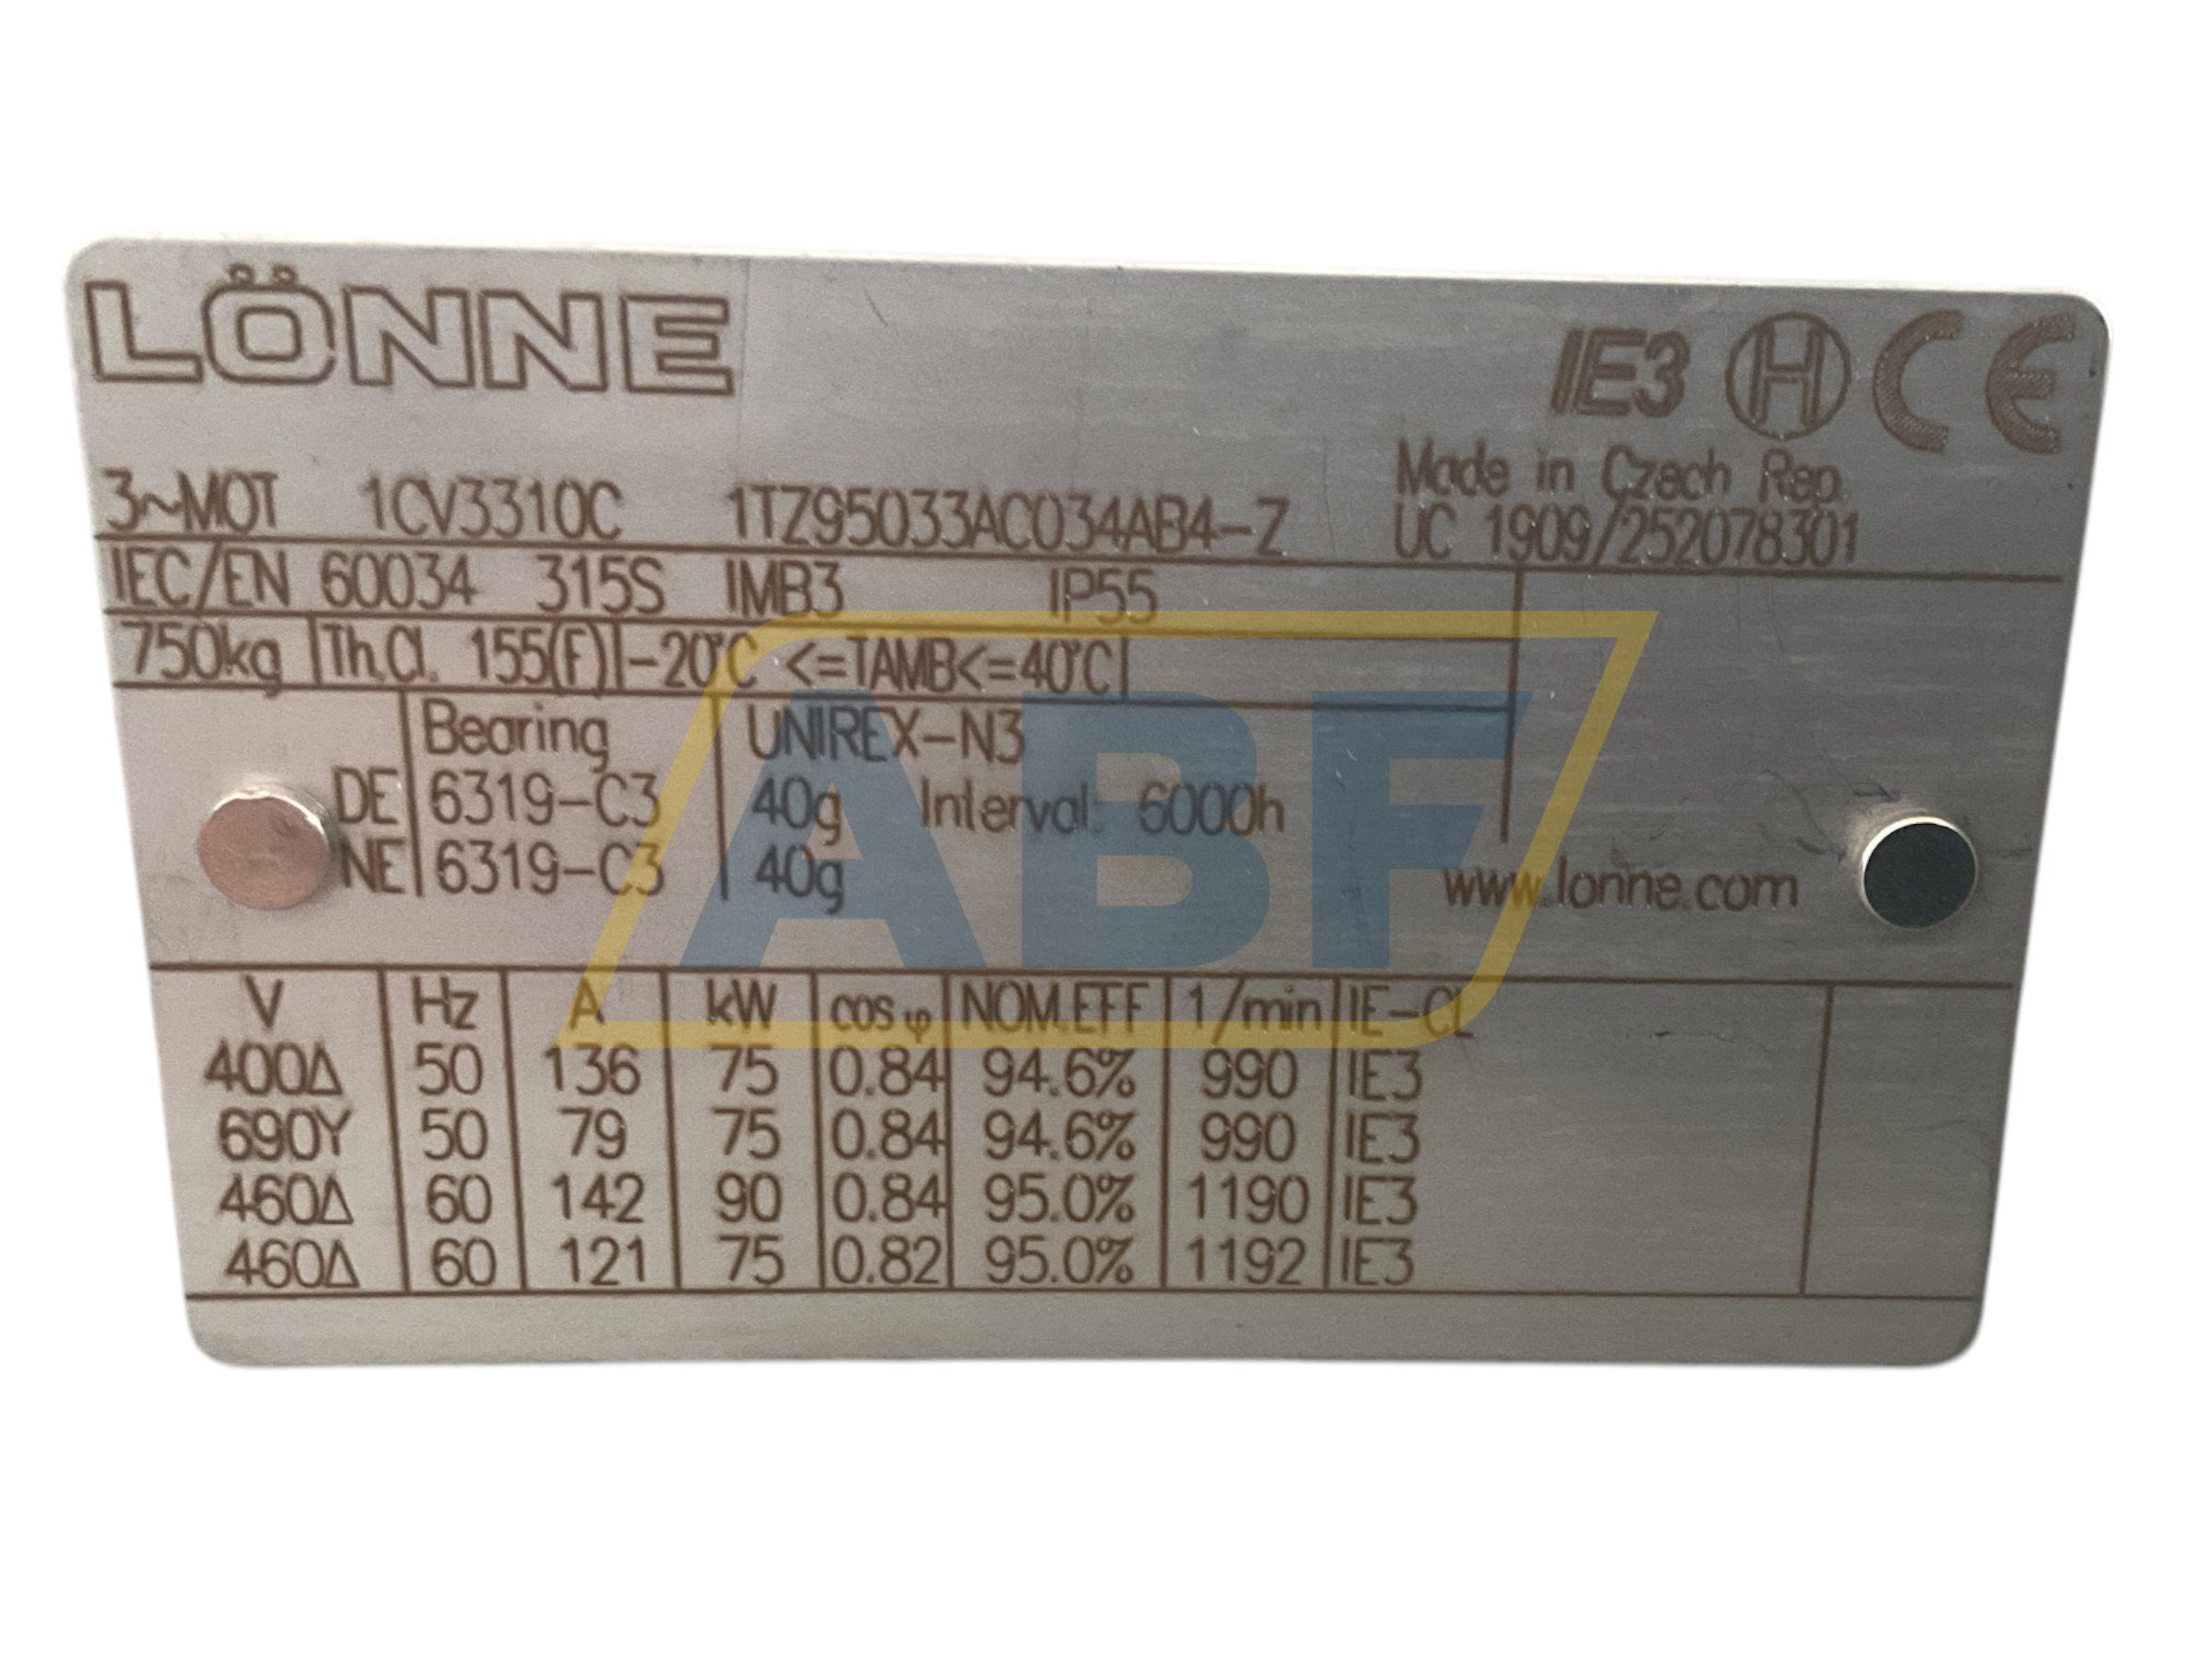 LÖNNE
IE3 H CE
3~MOT 1CV3310C 1TZ95033AC034AB4-Z
Made in Czech Rep.
UC 1909/252078301
IEC/EN 60034 315S IMB3 IP55
750kg Th.Cl. 155(F) -20°C <=TAMB<=40°C
Bearing UNIREX-N3
DE 6319-C3 40g Interval: 6000h
NE 6319-C3 40g
www.lonne.com
ABF
V Hz A kW cos φ NOM.EFF 1/min IE-CL
400Δ 50 136 75 0.84 94.6% 990 IE3
690Y 50 79 75 0.84 94.6% 990 IE3
460Δ 60 142 90 0.84 95.0% 1190 IE3
460Δ 60 121 75 0.82 95.0% 1192 IE3